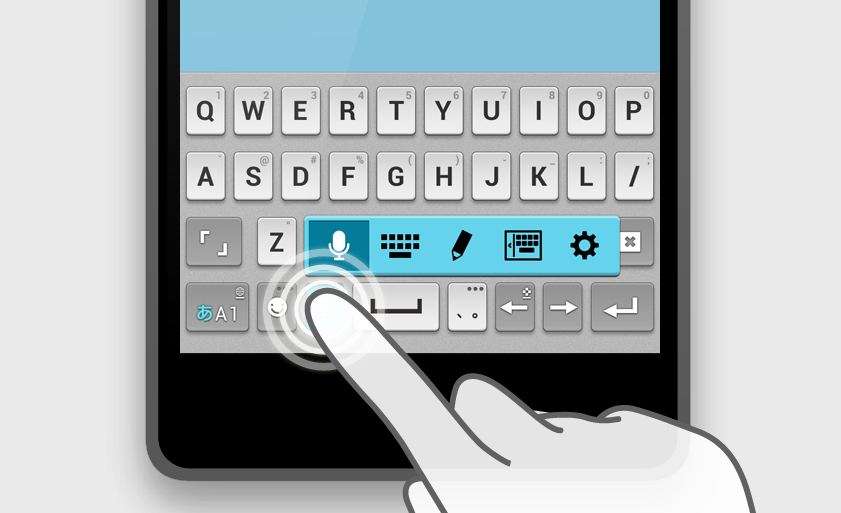 Q 1 W 2 E 3 R 4 T 5 Y 6 U 7 I 8 O 9 P 0
A ` S @ D # F % G ( H ) J - K _ L : / ;
「 」 Z "
あA1 、。